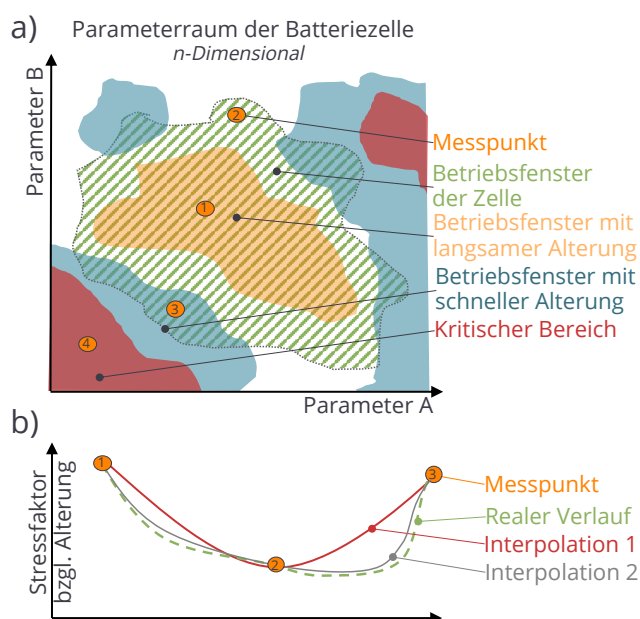 a)
Parameterraum der Batteriezelle
n-Dimensional
Parameter B
2
1
3
4
Messpunkt
Betriebsfenster
der Zelle
Betriebsfenster mit
langsamer Alterung
Betriebsfenster mit
schneller Alterung
Kritischer Bereich
Parameter A
b)
Stressfaktor
bzgl. Alterung
1
2
3
Messpunkt
Realer Verlauf
Interpolation 1
Interpolation 2